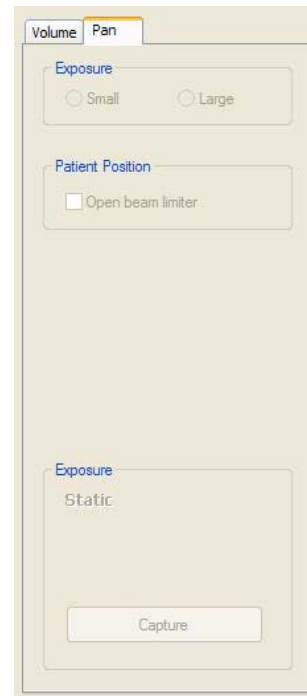 Volume Pan
Exposure
Small Large
Patient Position
Open beam limiter
Exposure
Static
Capture